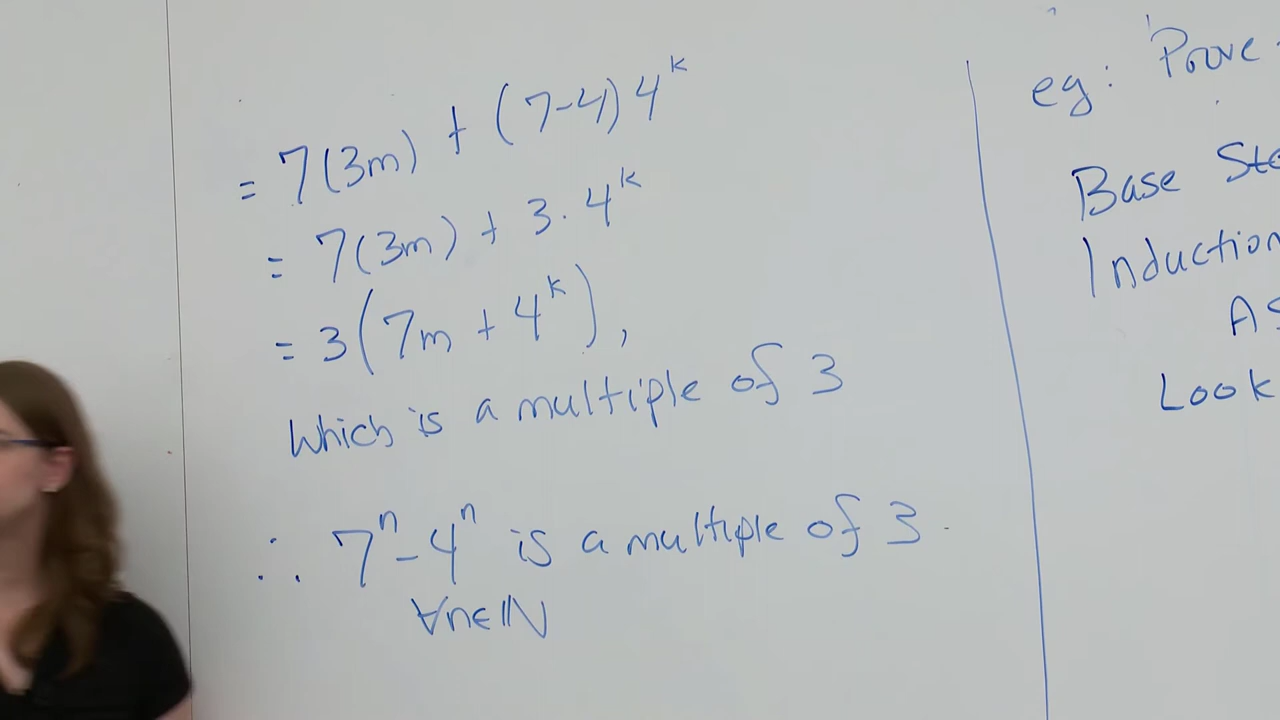 = 7(3m) + (7-4)4^k
= 7(3m) + 3·4^k
= 3(7m + 4^k),
Which is a multiple of 3
∴ 7^n - 4^n is a multiple of 3.
∀n∈ℕ
eg: Prove
Base Ste
Induction
As
Look